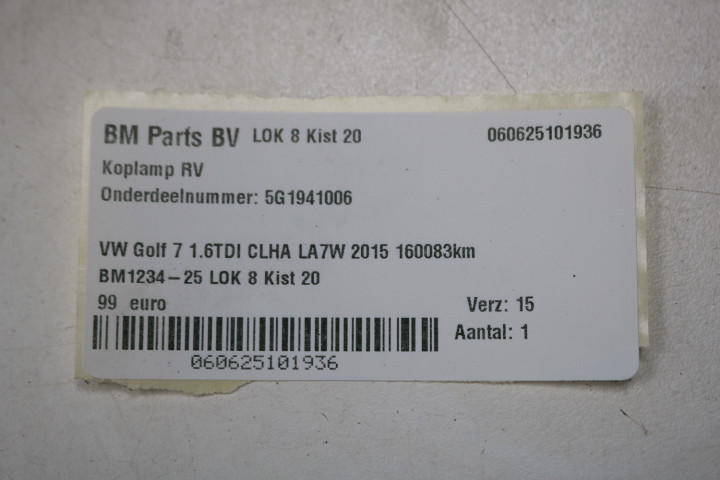 BM Parts BV LOK 8 Kist 20 060625101936
Koplamp RV
Onderdeelnummer: 5G1941006
VW Golf 7 1.6TDI CLHA LA7W 2015 160083km
BM1234-25 LOK 8 Kist 20
99 euro Verz: 15
Aantal: 1
060625101936